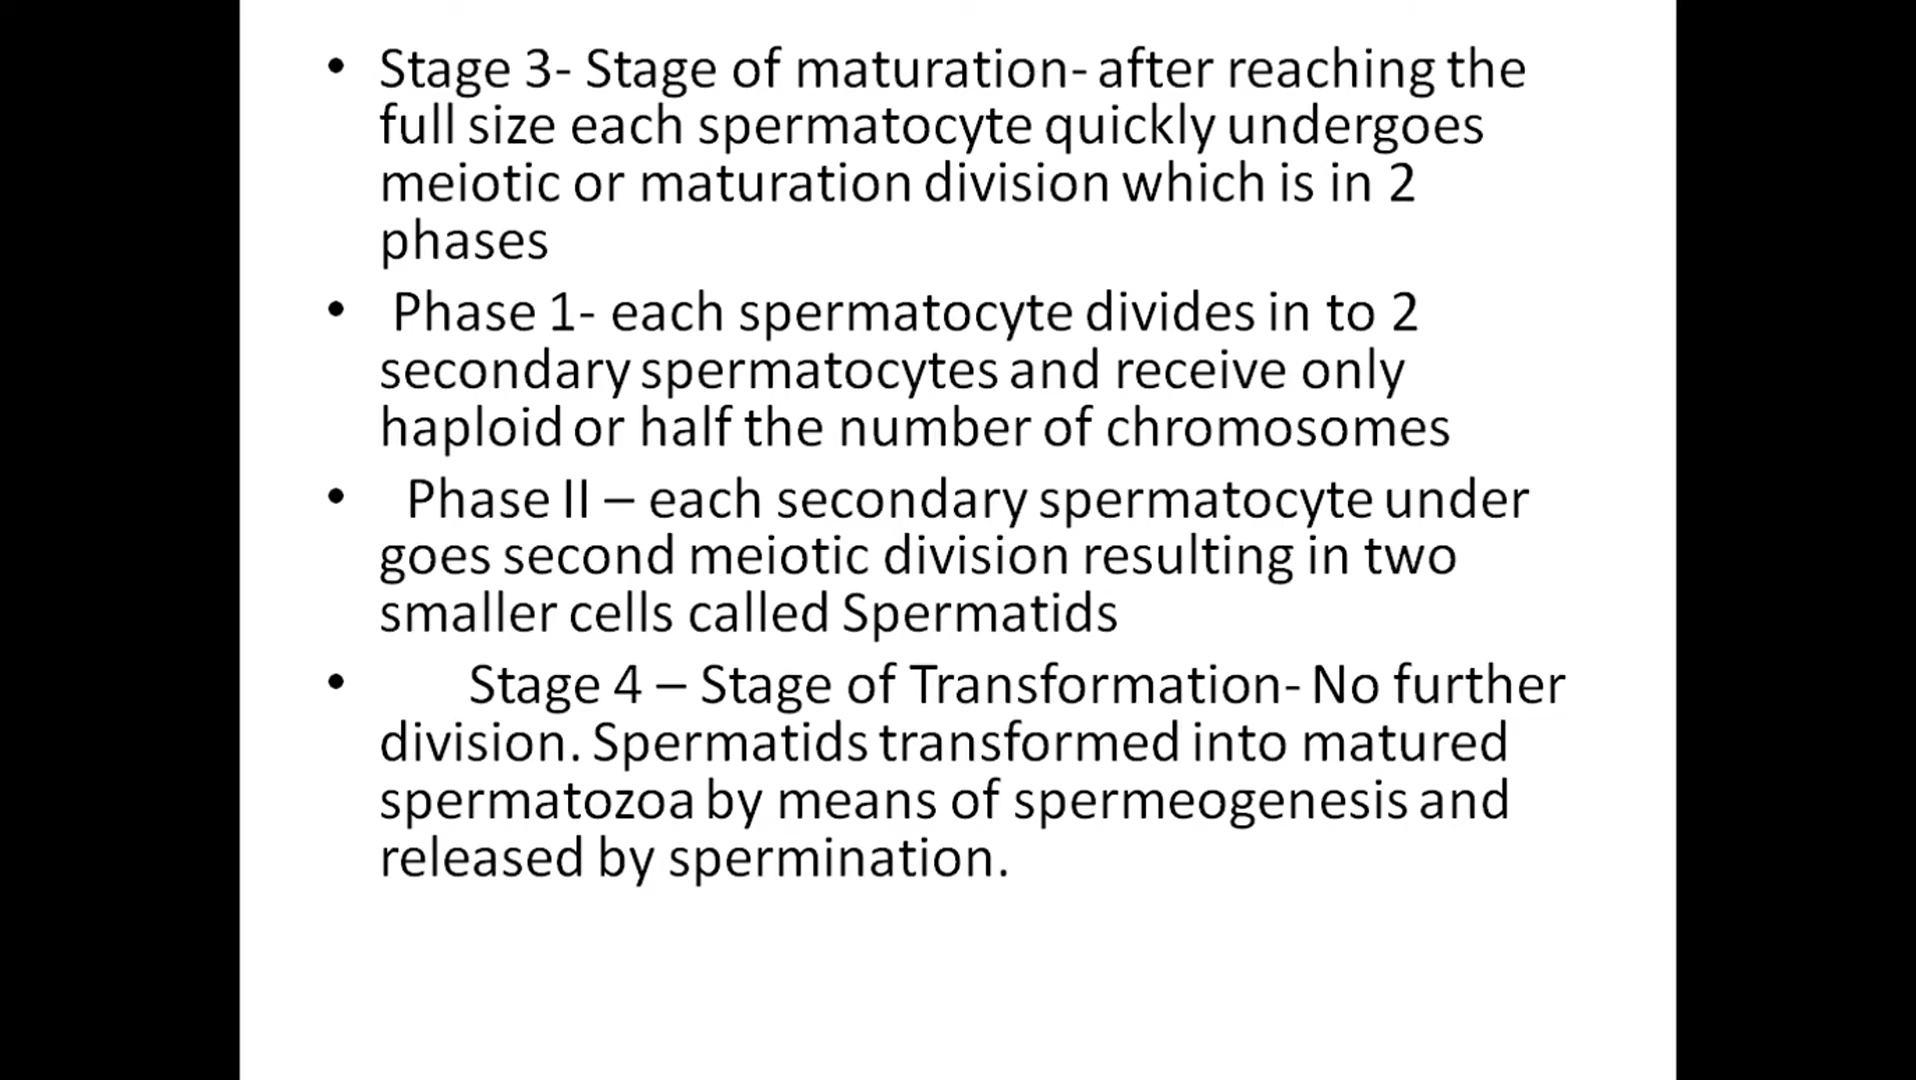 • Stage 3- Stage of maturation- after reaching the
full size each spermatocyte quickly undergoes
meiotic or maturation division which is in 2
phases
• Phase 1- each spermatocyte divides in to 2
secondary spermatocytes and receive only
haploid or half the number of chromosomes
• Phase II – each secondary spermatocyte under
goes second meiotic division resulting in two
smaller cells called Spermatids
• Stage 4 – Stage of Transformation- No further
division. Spermatids transformed into matured
spermatozoa by means of spermeogenesis and
released by spermination.